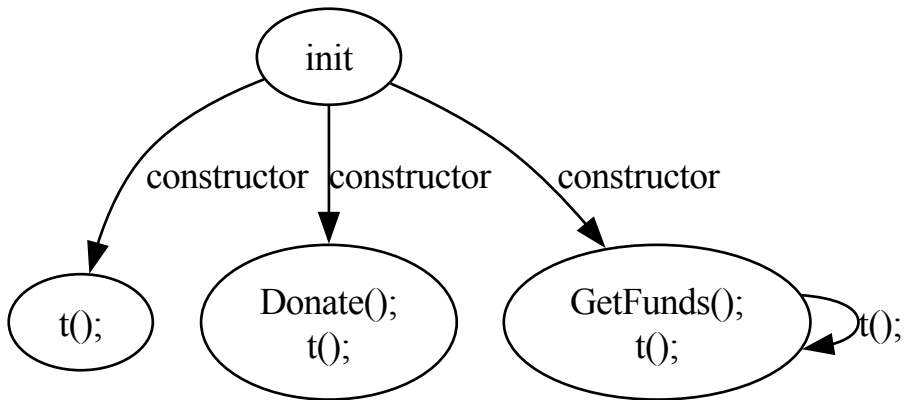 init
constructor
constructor
constructor
t();
Donate();
t();
GetFunds();
t();
t();